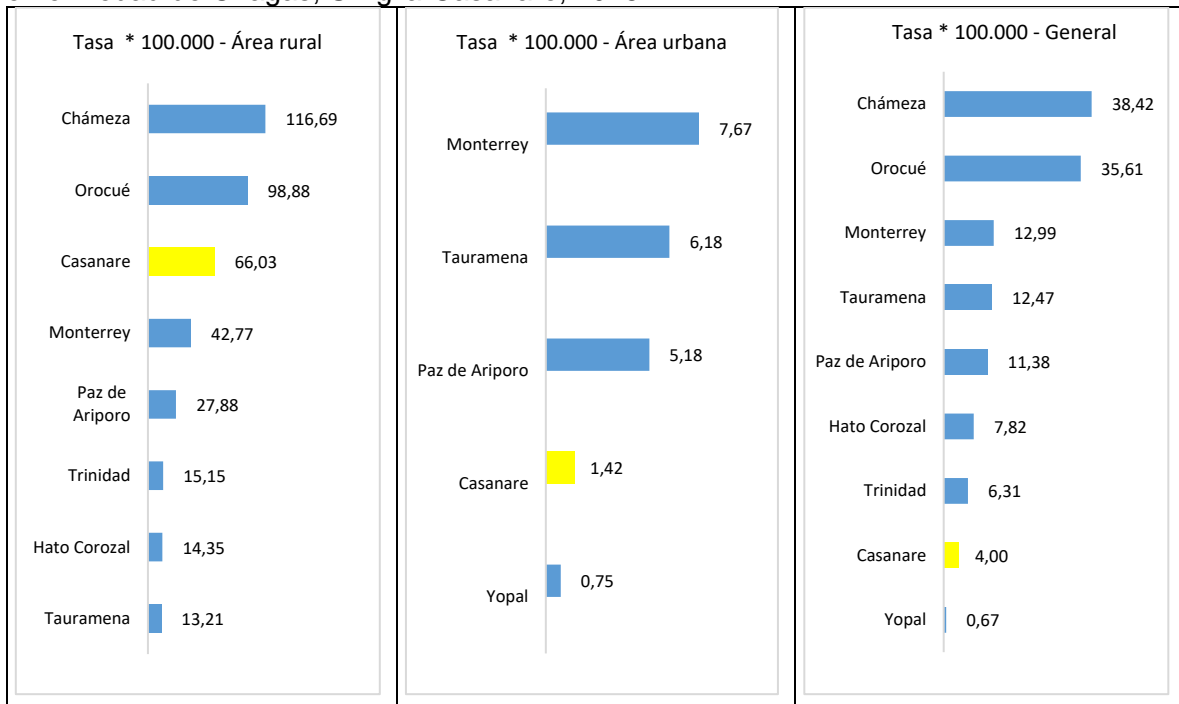 Tasa * 100.000 - Área rural
Chámeza 116,69
Orocué 98,88
Casanare 66,03
Monterrey 42,77
Paz de
Ariporo 27,88
Trinidad 15,15
Hato Corozal 14,35
Tauramena 13,21
Tasa * 100.000 - Área urbana
Monterrey 7,67
Tauramena 6,18
Paz de Ariporo 5,18
Casanare 1,42
Yopal 0,75
Tasa * 100.000 - General
Chámeza 38,42
Orocué 35,61
Monterrey 12,99
Tauramena 12,47
Paz de Ariporo 11,38
Hato Corozal 7,82
Trinidad 6,31
Casanare 4,00
Yopal 0,67